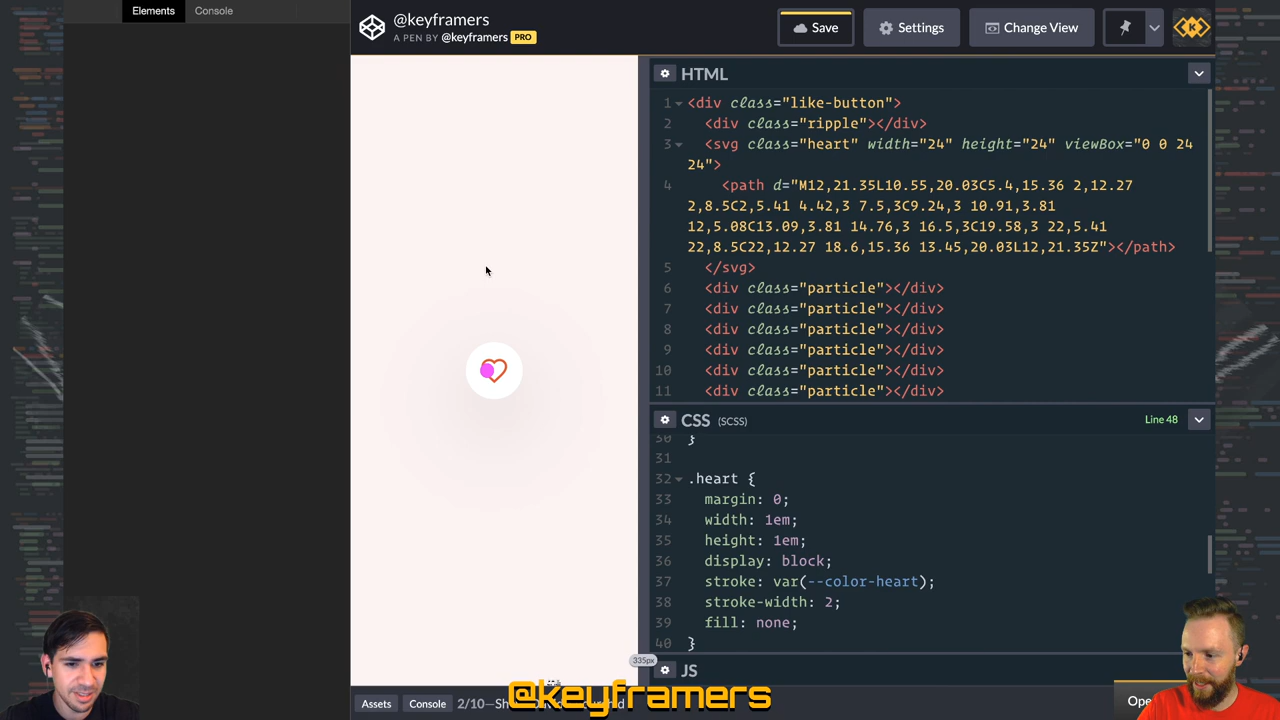 Elements Console
@keyframers
A PEN BY @keyframers PRO
Save
Settings
Change View
HTML
1 <div class="like-button">
2 <div class="ripple"></div>
3 <svg class="heart" width="24" height="24" viewBox="0 0 24
24">
4 <path d="M12,21.35L10.55,20.03C5.4,15.36 2,12.27
2,8.5C2,5.41 4.42,3 7.5,3C9.24,3 10.91,3.81
12,5.08C13.09,3.81 14.76,3 16.5,3C19.58,3 22,5.41
22,8.5C22,12.27 18.6,15.36 13.45,20.03L12,21.35Z"></path>
5 </svg>
6 <div class="particle"></div>
7 <div class="particle"></div>
8 <div class="particle"></div>
9 <div class="particle"></div>
10 <div class="particle"></div>
11 <div class="particle"></div>
CSS (SCSS)
Line 48
30 }
31
32 .heart {
33 margin: 0;
34 width: 1em;
35 height: 1em;
36 display: block;
37 stroke: var(--color-heart);
38 stroke-width: 2;
39 fill: none;
40 }
335px
JS
Assets Console 2/10—
@keyframers